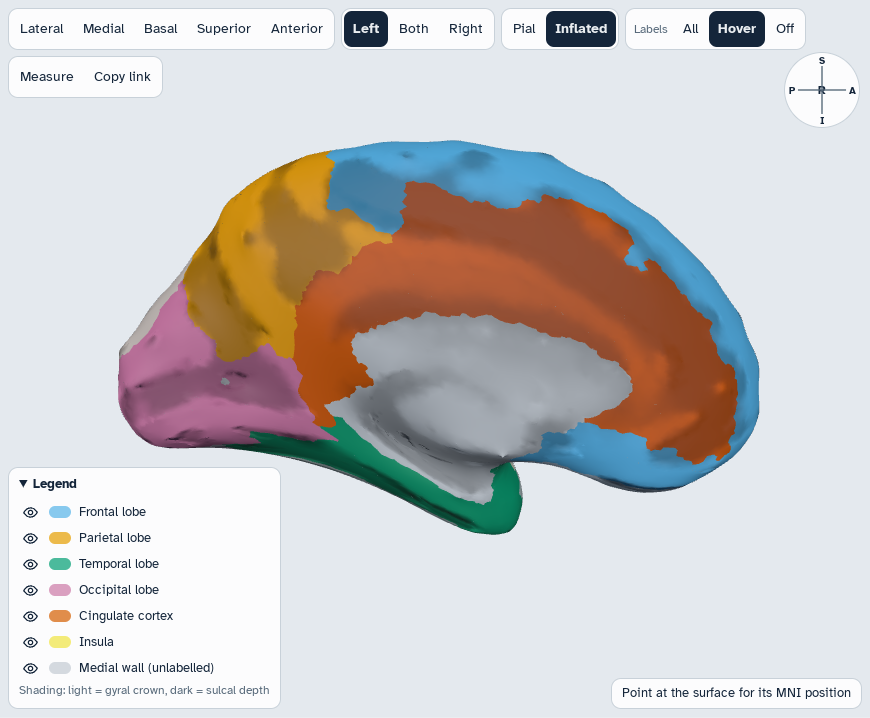 Lateral Medial Basal Superior Anterior Left Both Right Pial Inflated Labels All Hover Off
Measure Copy link
S
P R A
I
▼ Legend
Frontal lobe
Parietal lobe
Temporal lobe
Occipital lobe
Cingulate cortex
Insula
Medial wall (unlabelled)
Shading: light = gyral crown, dark = sulcal depth
Point at the surface for its MNI position